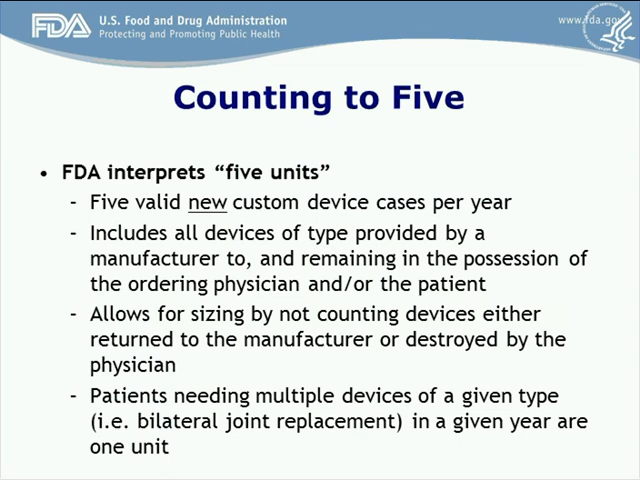 FDA U.S. Food and Drug Administration
Protecting and Promoting Public Health
www.fda.gov
Counting to Five
• FDA interprets “five units”
- Five valid new custom device cases per year
- Includes all devices of type provided by a
manufacturer to, and remaining in the possession of
the ordering physician and/or the patient
- Allows for sizing by not counting devices either
returned to the manufacturer or destroyed by the
physician
- Patients needing multiple devices of a given type
(i.e. bilateral joint replacement) in a given year are
one unit